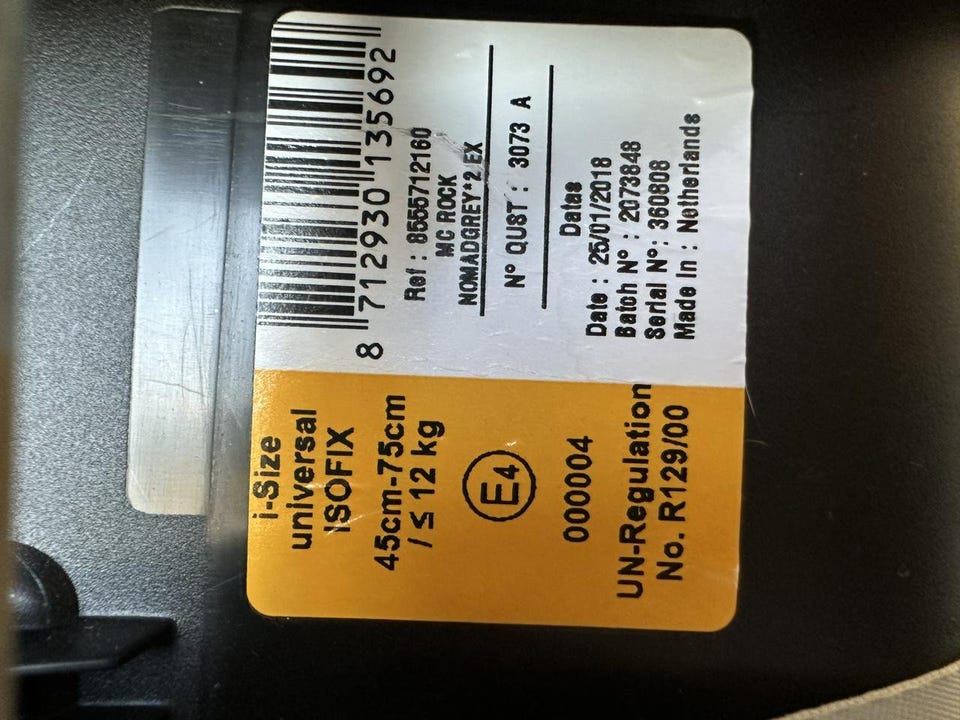 i-Size
universal
ISOFIX
45cm-75cm
/ ≤ 12 kg
E4
000004
UN-Regulation
No. R129/00
8 712930 135692
Ref : 8555712160
MC ROCK
NOMADGREY*2 EX
N° QUST : 3073 A
Datas
Date : 25/01/2018
Batch N° : 2073848
Serial N° : 360808
Made In : Netherlands